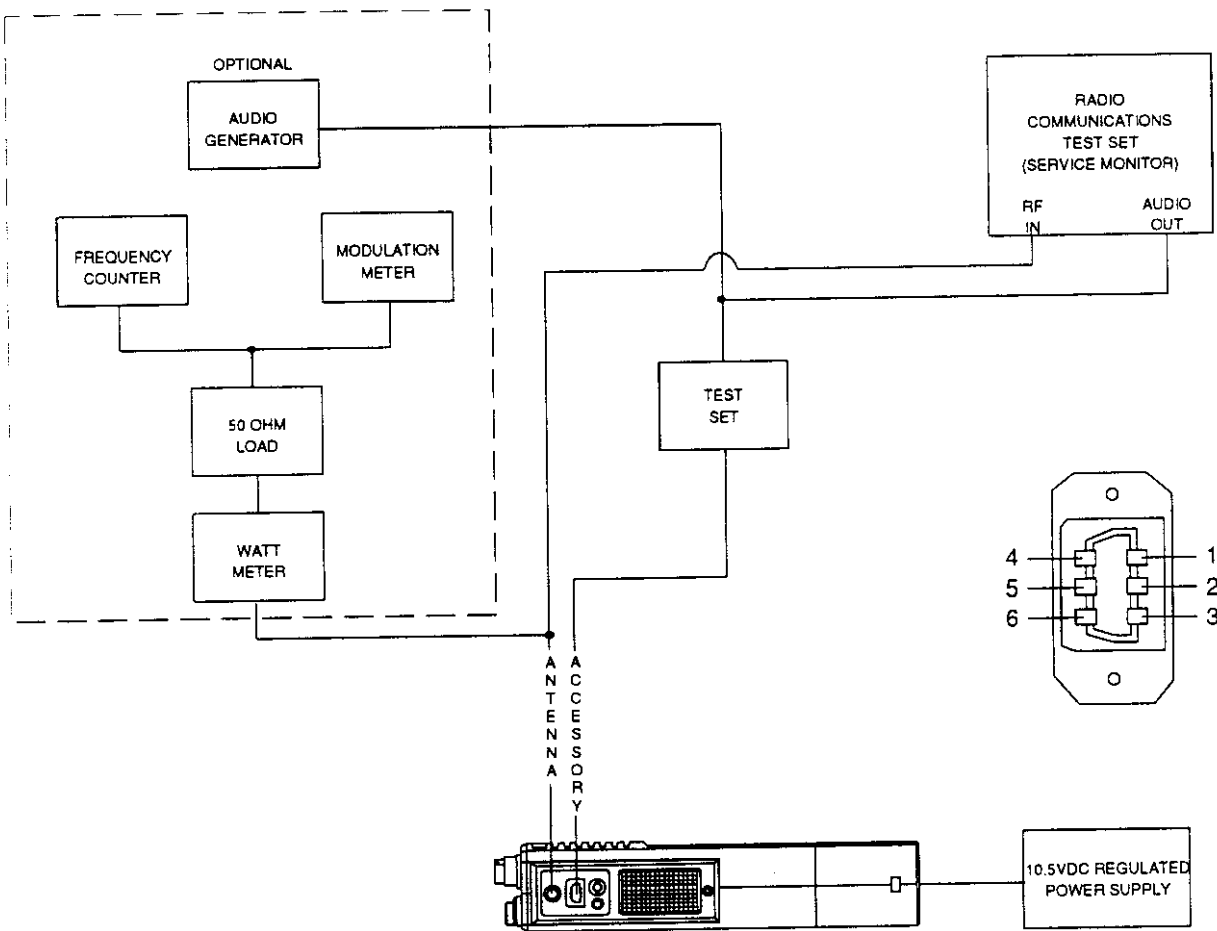 OPTIONAL
AUDIO
GENERATOR
RADIO
COMMUNICATIONS
TEST SET
(SERVICE MONITOR)
RF
IN
AUDIO
OUT
FREQUENCY
COUNTER
MODULATION
METER
50 OHM
LOAD
TEST
SET
WATT
METER
4
5
6
1
2
3
ANTENNA
ACCESSORY
10.5VDC REGULATED
POWER SUPPLY